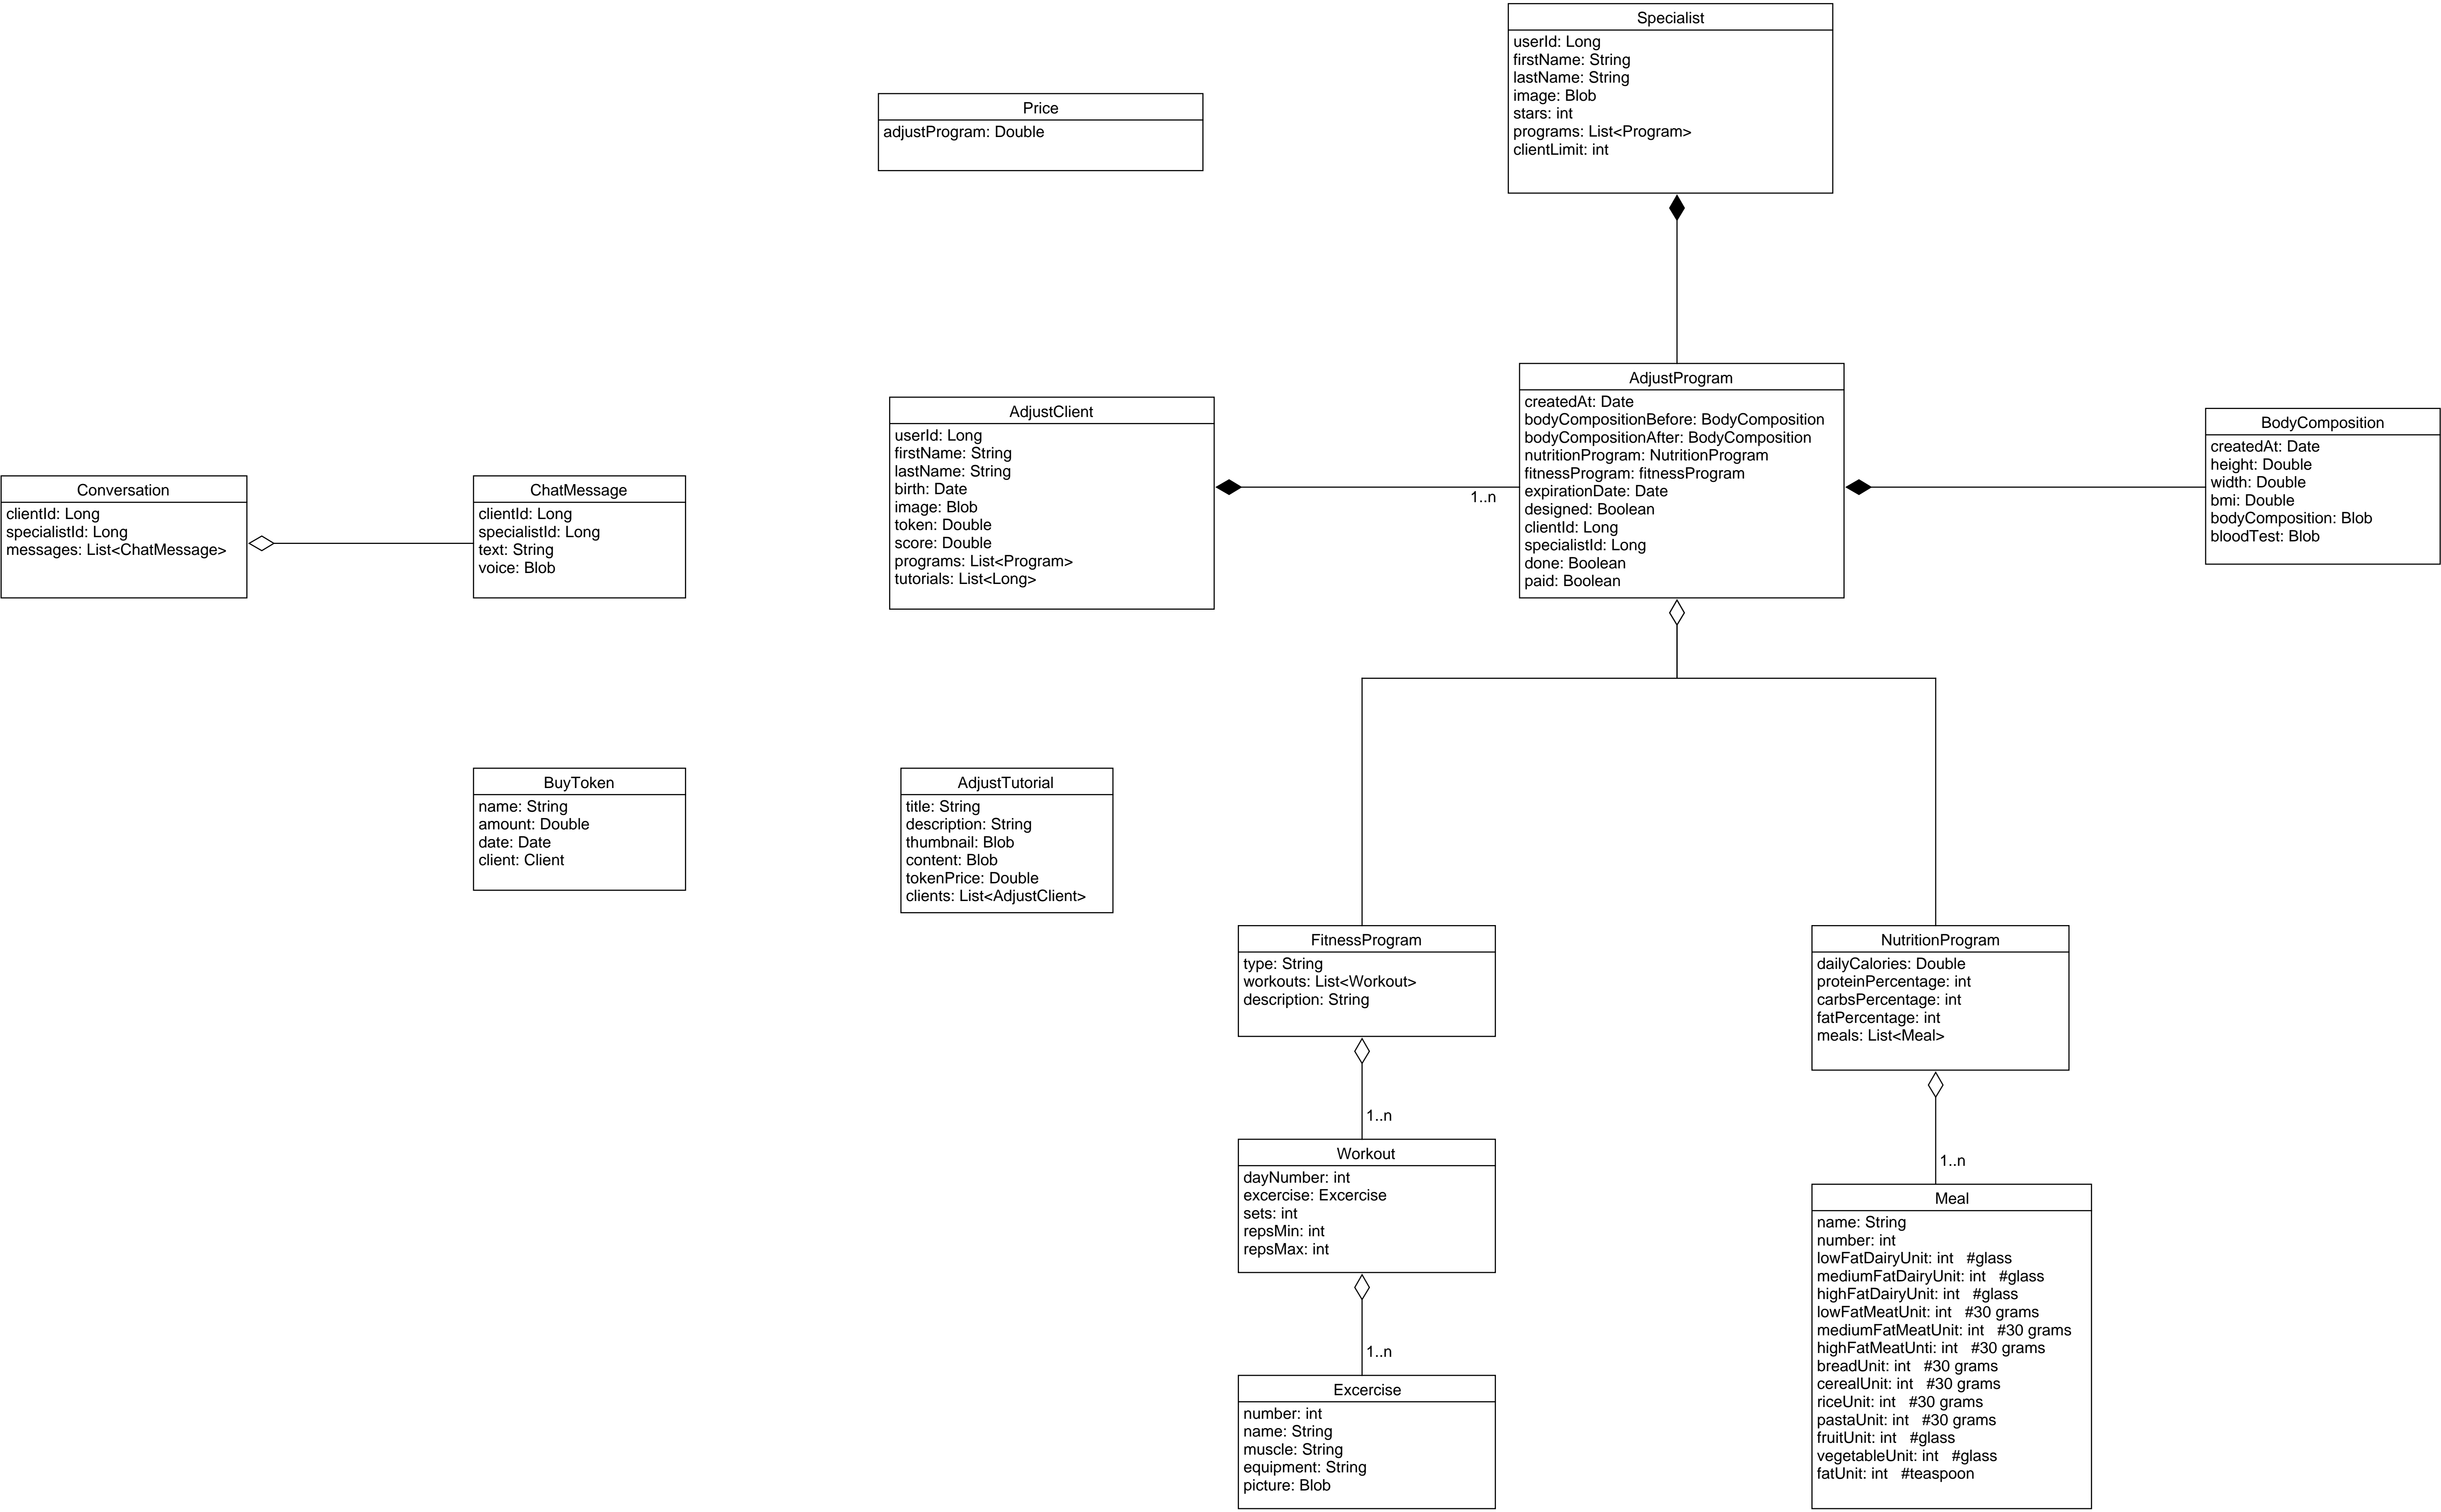 Specialist
userId: Long
firstName: String
lastName: String
image: Blob
stars: int
programs: List<Program>
clientLimit: int
Price
adjustProgram: Double
AdjustProgram
createdAt: Date
bodyCompositionBefore: BodyComposition
bodyCompositionAfter: BodyComposition
nutritionProgram: NutritionProgram
fitnessProgram: fitnessProgram
expirationDate: Date
designed: Boolean
clientId: Long
specialistId: Long
done: Boolean
paid: Boolean
AdjustClient
userId: Long
firstName: String
lastName: String
birth: Date
image: Blob
token: Double
score: Double
programs: List<Program>
tutorials: List<Long>
1..n
BodyComposition
createdAt: Date
height: Double
width: Double
bmi: Double
bodyComposition: Blob
bloodTest: Blob
Conversation
clientId: Long
specialistId: Long
messages: List<ChatMessage>
ChatMessage
clientId: Long
specialistId: Long
text: String
voice: Blob
BuyToken
name: String
amount: Double
date: Date
client: Client
AdjustTutorial
title: String
description: String
thumbnail: Blob
content: Blob
tokenPrice: Double
clients: List<AdjustClient>
FitnessProgram
type: String
workouts: List<Workout>
description: String
NutritionProgram
dailyCalories: Double
proteinPercentage: int
carbsPercentage: int
fatPercentage: int
meals: List<Meal>
1..n
Workout
dayNumber: int
excercise: Excercise
sets: int
repsMin: int
repsMax: int
1..n
Meal
name: String
number: int
lowFatDairyUnit: int   #glass
mediumFatDairyUnit: int   #glass
highFatDairyUnit: int   #glass
lowFatMeatUnit: int   #30 grams
mediumFatMeatUnit: int   #30 grams
highFatMeatUnti: int   #30 grams
breadUnit: int   #30 grams
cerealUnit: int   #30 grams
riceUnit: int   #30 grams
pastaUnit: int   #30 grams
fruitUnit: int   #glass
vegetableUnit: int   #glass
fatUnit: int   #teaspoon
1..n
Excercise
number: int
name: String
muscle: String
equipment: String
picture: Blob